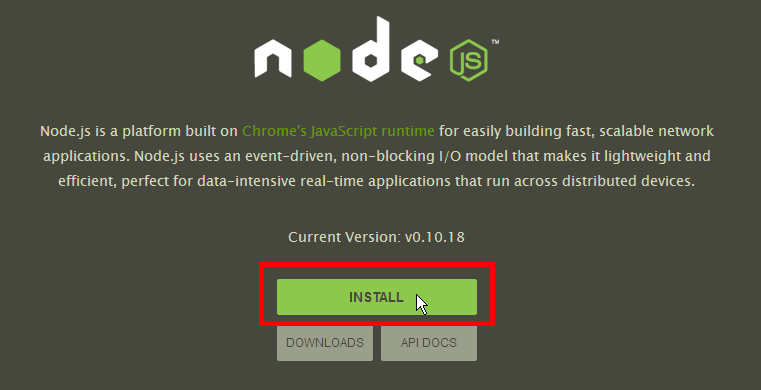 node JS™
Node.js is a platform built on Chrome's JavaScript runtime for easily building fast, scalable network
applications. Node.js uses an event-driven, non-blocking I/O model that makes it lightweight and
efficient, perfect for data-intensive real-time applications that run across distributed devices.
Current Version: v0.10.18
INSTALL
DOWNLOADS API DOCS